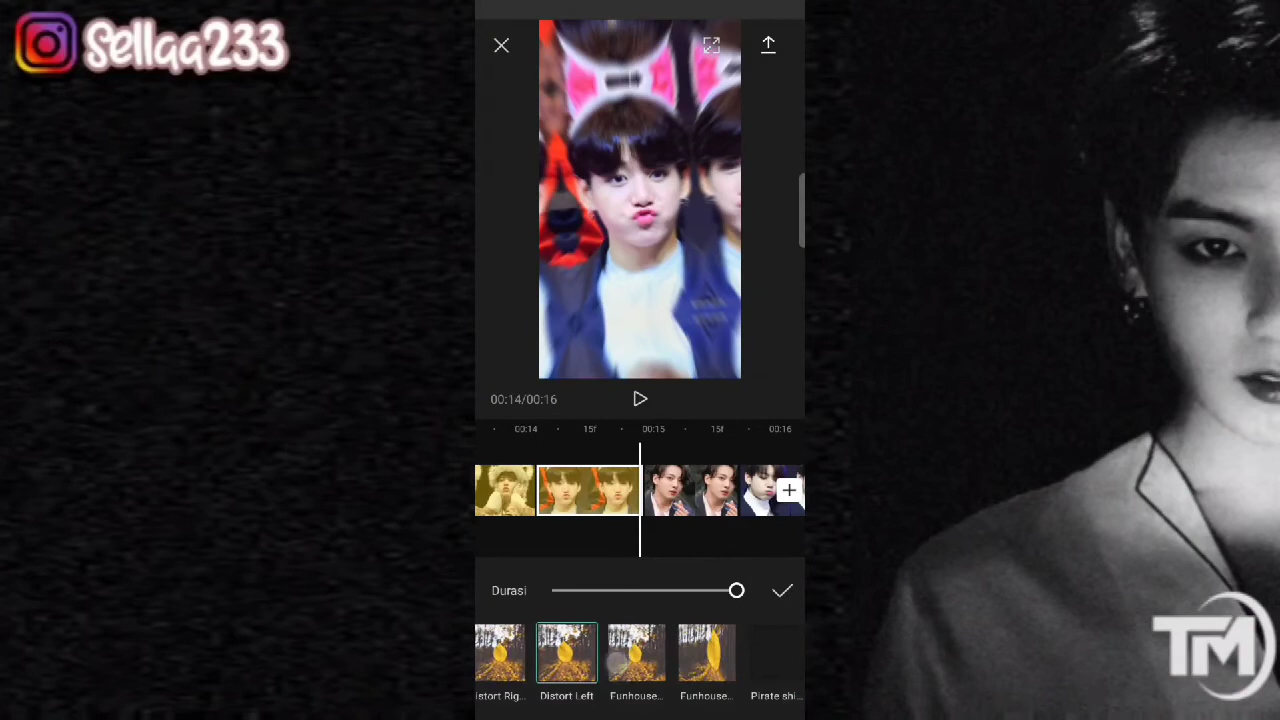 Sellaa233
00:14/00:16
00:14 15f 00:15 15f 00:16
Durasi
istort Rig... Distort Left Funhouse... Funhouse... Pirate shi...
TM